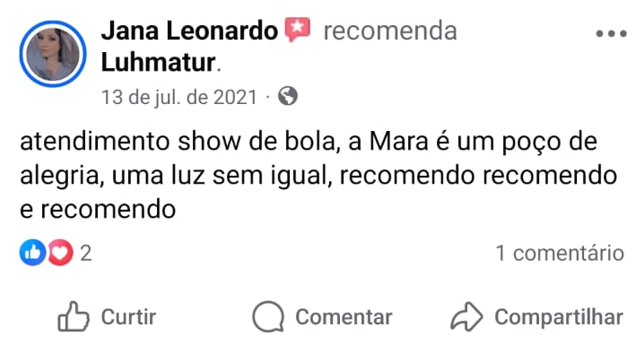 Jana Leonardo recomenda
Luhmatur.
13 de jul. de 2021 ·
atendimento show de bola, a Mara é um poço de
alegria, uma luz sem igual, recomendo recomendo
e recomendo
2 1 comentário
Curtir Comentar Compartilhar